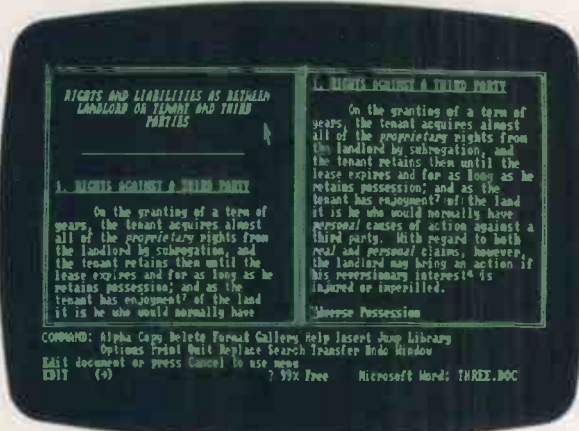 RIGHTS AND LIABILITIES AS BETWEEN
LANDLORD OR TENANT AND THIRD
PARTIES
1. RIGHTS AGAINST A THIRD PARTY
On the granting of a term of
years, the tenant acquires almost
all of the proprietary rights from
the landlord by subrogation, and
the tenant retains them until the
lease expires and for as long as he
retains possession; and as the
tenant has enjoyment⁷ of the land
it is he who would normally have
1. RIGHTS AGAINST A THIRD PARTY
On the granting of a term of
years, the tenant acquires almost
all of the proprietary rights from
the landlord by subrogation, and
the tenant retains them until the
lease expires and for as long as he
retains possession; and as the
tenant has enjoyment⁷ of the land
it is he who would normally have
personal causes of action against a
third party. With regard to both
real and personal claims, however,
the landlord may bring an action if
his reversionary interest⁸ is
injured or imperilled.
Adverse Possession
COMMAND: Alpha Copy Delete Format Gallery Help Insert Jump Library
Options Print Quit Replace Search Transfer Undo Window
Edit document or press Cancel to use menu
EDIT (+) ? 99% Free Microsoft Word: THREE.DOC